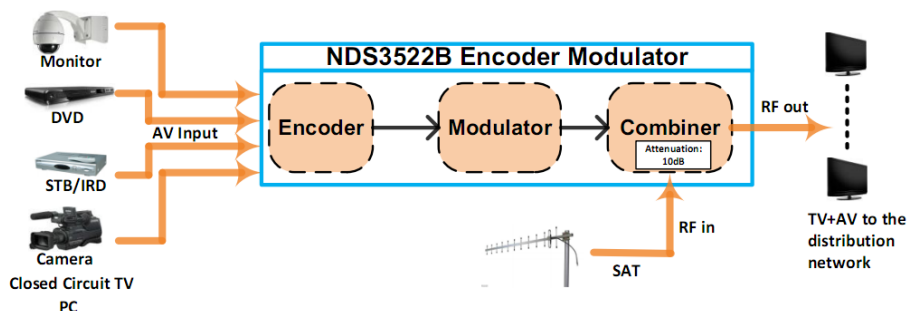 NDS3522B Encoder Modulator
Monitor
DVD
AV Input
STB/IRD
Camera
Closed Circuit TV
PC
Encoder
Modulator
Combiner
Attenuation:
10dB
RF out
RF in
SAT
TV+AV to the
distribution
network